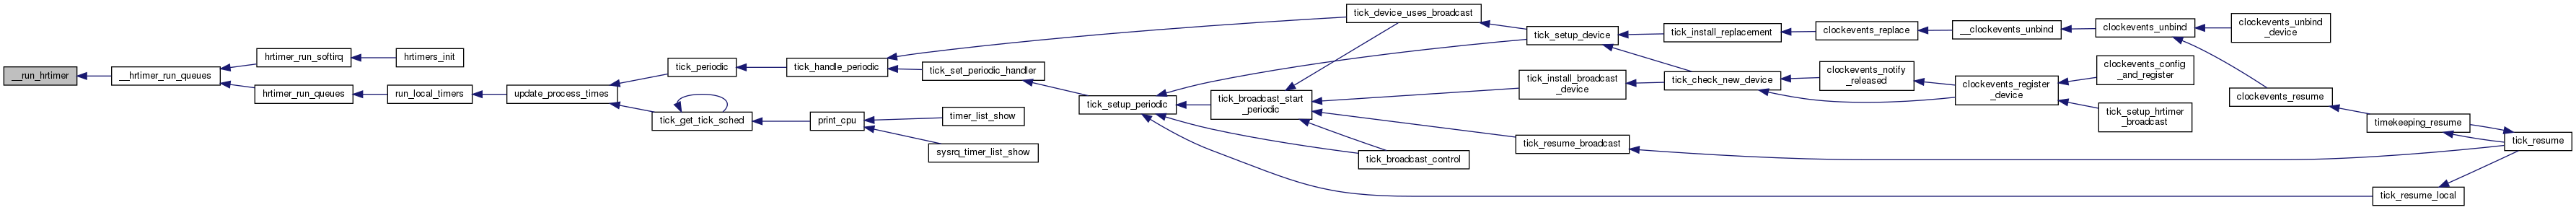 __run_hrtimer
__hrtimer_run_queues
hrtimer_run_softirq
hrtimers_init
hrtimer_run_queues
run_local_timers
update_process_times
tick_periodic
tick_get_tick_sched
tick_handle_periodic
print_cpu
tick_set_periodic_handler
timer_list_show
sysrq_timer_list_show
tick_setup_periodic
tick_broadcast_start
_periodic
tick_device_uses_broadcast
tick_broadcast_control
tick_setup_device
tick_install_broadcast
_device
tick_resume_broadcast
tick_install_replacement
tick_check_new_device
clockevents_replace
clockevents_notify
_released
__clockevents_unbind
clockevents_register
_device
clockevents_unbind
clockevents_config
_and_register
tick_setup_hrtimer
_broadcast
clockevents_unbind
_device
clockevents_resume
timekeeping_resume
tick_resume_local
tick_resume